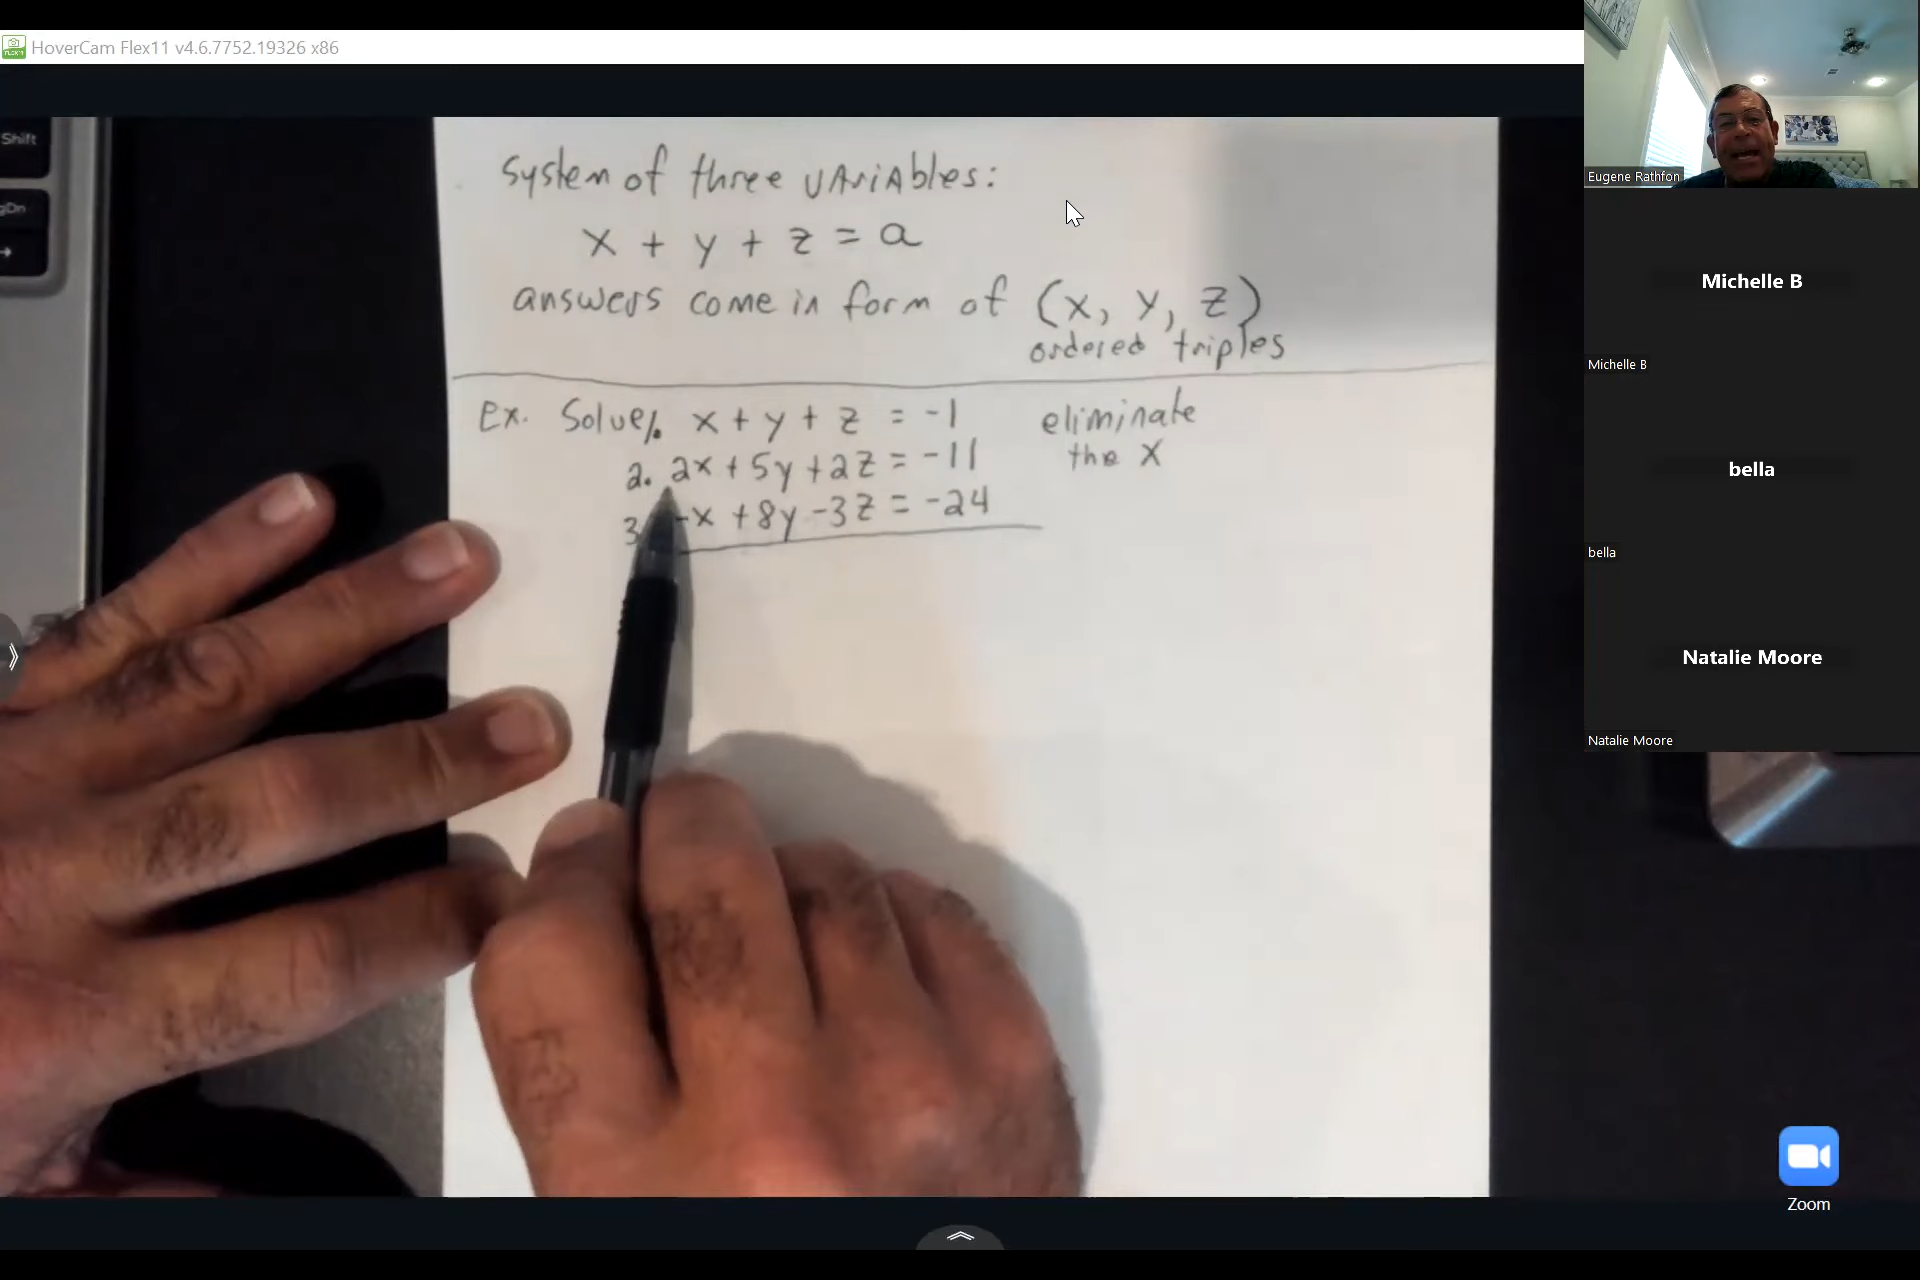 HoverCam Flex11 v4.6.7752.19326 x86
Shift
gDn
System of three variables:
x + y + z = a
answers come in form of (x, y, z)
ordered triples
Ex. Solve 1. x + y + z = -1
2. 2x + 5y + 2z = -11
3. -x + 8y - 3z = -24
eliminate
the X
Eugene Rathfon
Michelle B
Michelle B
bella
bella
Natalie Moore
Natalie Moore
Zoom